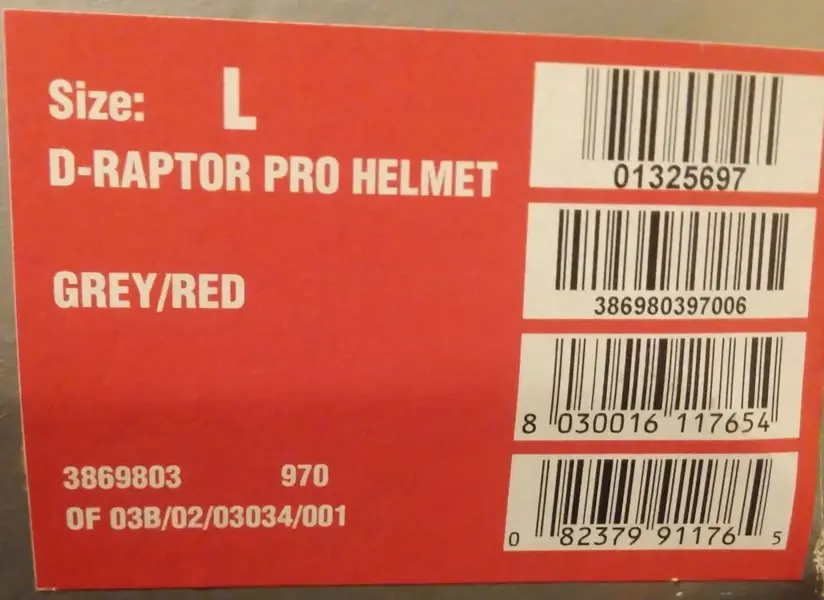 Size: L
D-RAPTOR PRO HELMET
GREY/RED
3869803 970
OF 03B/02/03034/001
01325697
386980397006
8 030016 117654
0 82379 91176 5